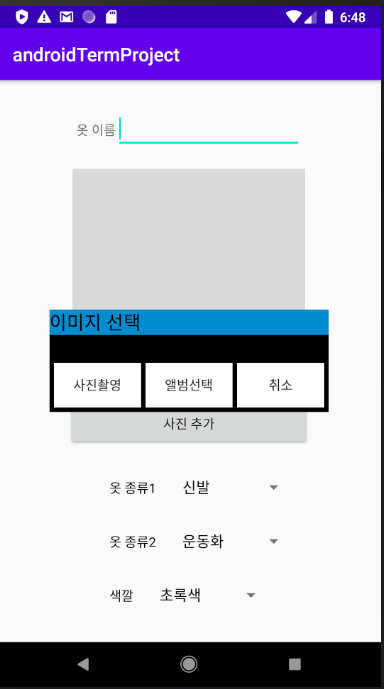 6:48
androidTermProject
옷 이름
이미지 선택
사진촬영 앨범선택 취소
사진 추가
옷 종류1 신발
옷 종류2 운동화
색깔 초록색